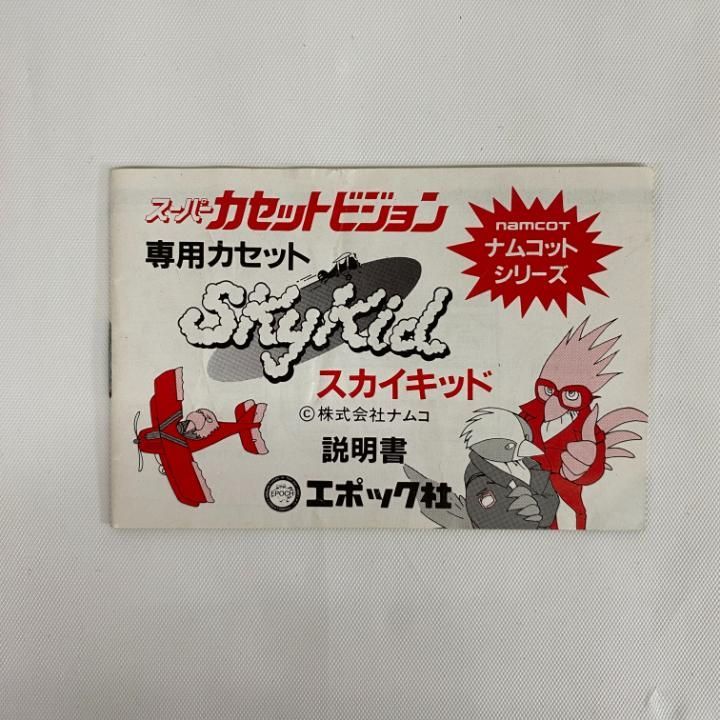 スーパーカセットビジョン
専用カセット
namcoT
ナムコット
シリーズ
SkyKid
スカイキッド
©株式会社ナムコ
説明書
EPOCH
エポック社